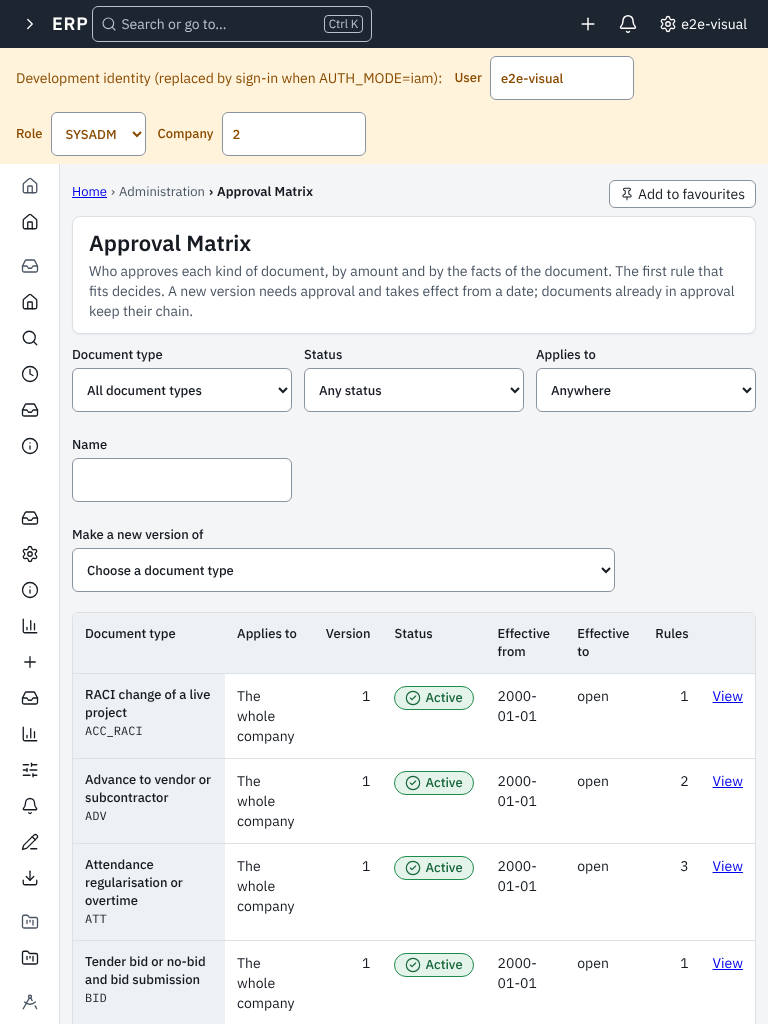 ERP Search or go to... Ctrl K e2e-visual
Development identity (replaced by sign-in when AUTH_MODE=iam): User e2e-visual
Role SYSADM Company 2
Home › Administration › Approval Matrix
Add to favourites
Approval Matrix
Who approves each kind of document, by amount and by the facts of the document. The first rule that
fits decides. A new version needs approval and takes effect from a date; documents already in approval
keep their chain.
Document type Status Applies to
All document types Any status Anywhere
Name
Make a new version of
Choose a document type
Document type Applies to Version Status Effective from Effective to Rules
RACI change of a live project ACC_RACI The whole company 1 Active 2000-01-01 open 1 View
Advance to vendor or subcontractor ADV The whole company 1 Active 2000-01-01 open 2 View
Attendance regularisation or overtime ATT The whole company 1 Active 2000-01-01 open 3 View
Tender bid or no-bid and bid submission BID The whole company 1 Active 2000-01-01 open 1 View